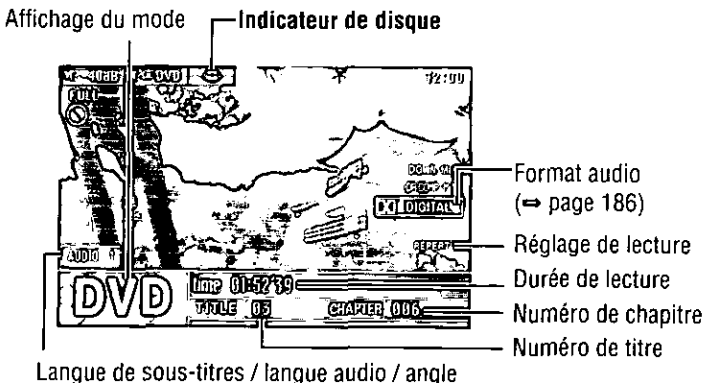 Affichage du mode
Indicateur de disque
-40dB DVD
12:00
FULL
Format audio
(⇒ page 186)
DIGITAL
REPEAT
Réglage de lecture
AUDIO 1
Durée de lecture
time 01:52'39
DVD
TITLE 03
CHAPTER 006
Numéro de chapitre
Numéro de titre
Langue de sous-titres / langue audio / angle